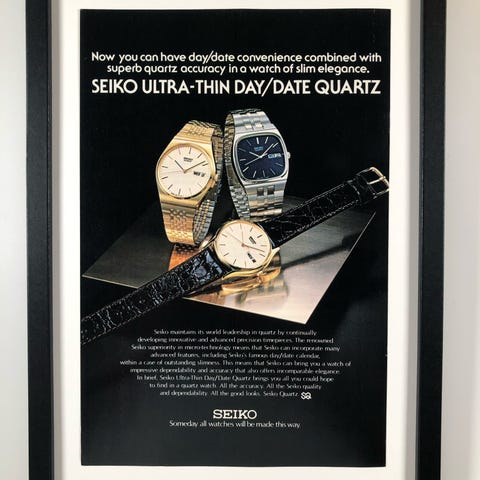 Now you can have day/date convenience combined with
superb quartz accuracy in a watch of slim elegance.
SEIKO ULTRA-THIN DAY/DATE QUARTZ
Seiko maintains its world leadership in quartz by continually
developing innovative and advanced precision timepieces. The renowned
Seiko superiority in micro-technology means that Seiko can incorporate many
advanced features, including Seiko's famous day/date calendar,
within a case of outstanding slimness. This means that Seiko can bring you a watch of
impressive dependability and accuracy that also offers incomparable elegance.
In brief, Seiko Ultra-Thin Day/Date Quartz brings you all you could hope
to find in a quartz watch. All the accuracy. All the Seiko quality
and dependability. All the good looks. Seiko Quartz SQ
SEIKO
Someday all watches will be made this way.